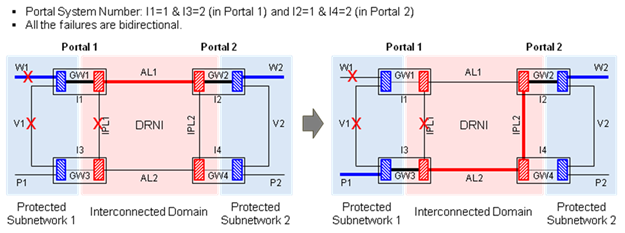 ▪ Portal System Number: I1=1 & I3=2 (in Portal 1) and I2=1 & I4=2 (in Portal 2)
▪ All the failures are bidirectional.
Portal 1 Portal 2
W1 GW1 AL1 GW2 W2
I1 I2
V1 IPL1 DRNI IPL2 V2
I3 I4
P1 GW3 AL2 GW4 P2
Protected Subnetwork 1 Interconnected Domain Protected Subnetwork 2
Portal 1 Portal 2
W1 GW1 AL1 GW2 W2
I1 I2
V1 IPL1 DRNI IPL2 V2
I3 I4
P1 GW3 AL2 GW4 P2
Protected Subnetwork 1 Interconnected Domain Protected Subnetwork 2